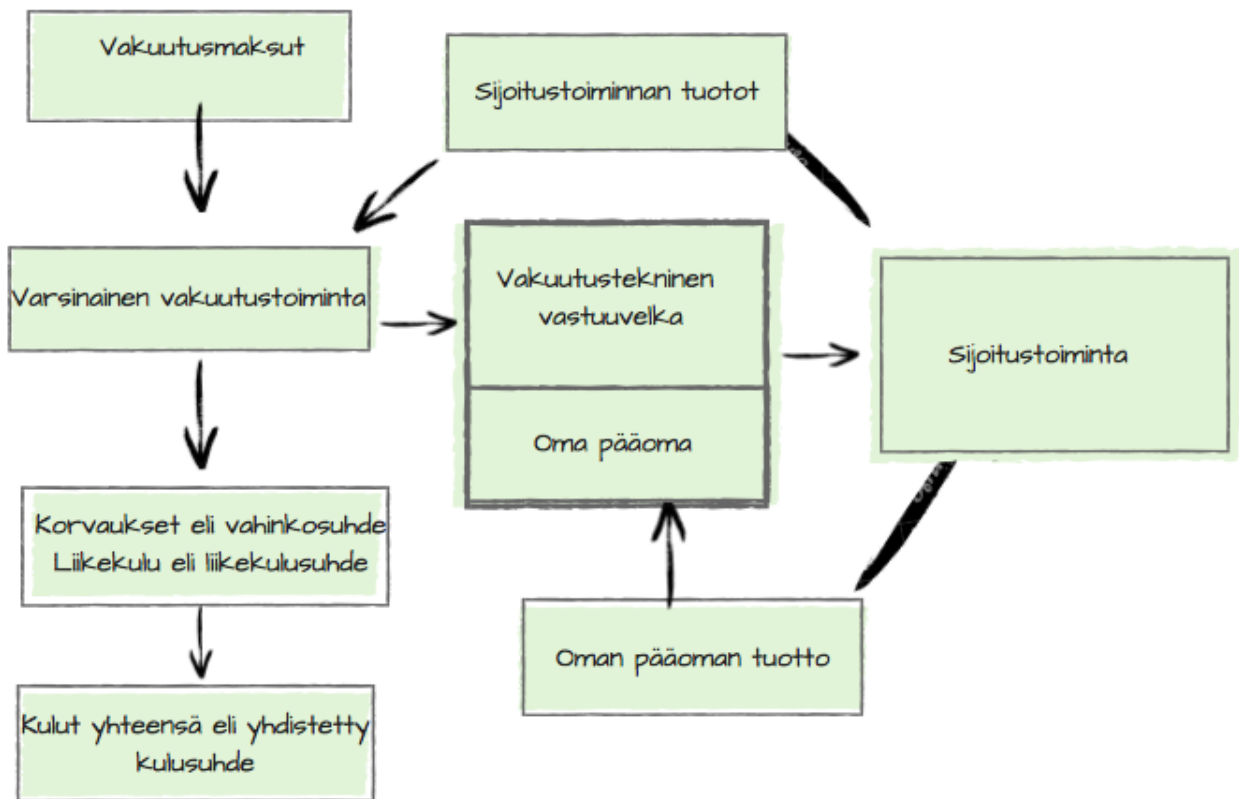 Vakuutusmaksut
Sijoitustoiminnan tuotot
Varsinainen vakuutustoiminta
Vakuutustekninen
vastuuvelka
Sijoitustoiminta
Oma pääoma
Korvaukset eli vahinkosuhde
Liikekulu eli liikekulusuhde
Oman pääoman tuotto
Kulut yhteensä eli yhdistetty
kulusuhde